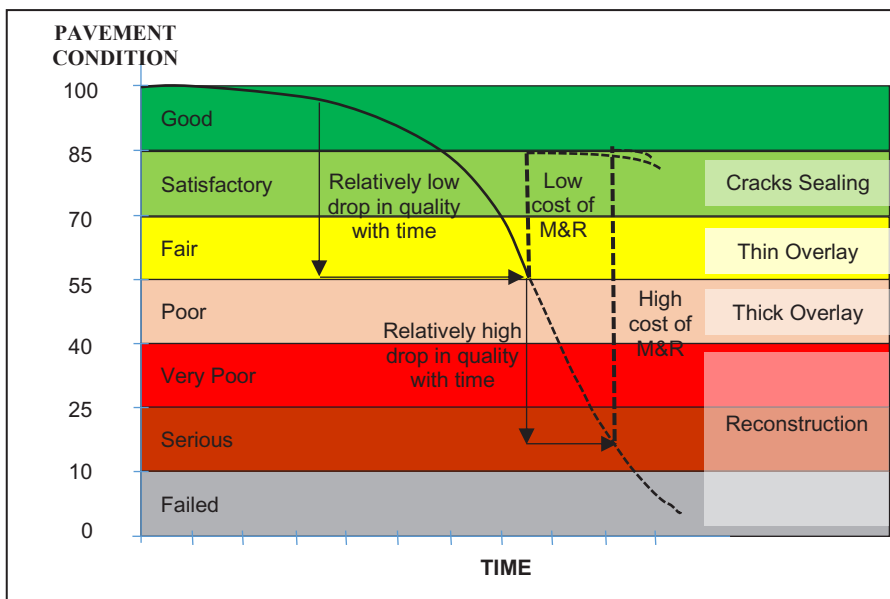 PAVEMENT
CONDITION
100
Good
85
Satisfactory
Relatively low
drop in quality
with time
Low
cost of
M&R
Cracks Sealing
70
Fair
Thin Overlay
55
Poor
Relatively high
drop in quality
with time
High
cost of
M&R
Thick Overlay
40
Very Poor
25
Serious
Reconstruction
10
Failed
0
TIME